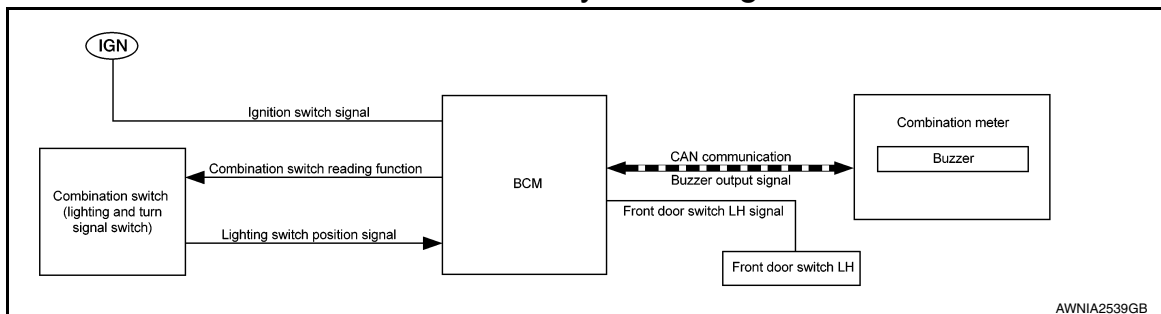 IGN
Ignition switch signal
Combination switch reading function
Combination switch
(lighting and turn
signal switch)
Lighting switch position signal
BCM
CAN communication
Buzzer output signal
Front door switch LH signal
Front door switch LH
Combination meter
Buzzer
AWNIA2539GB